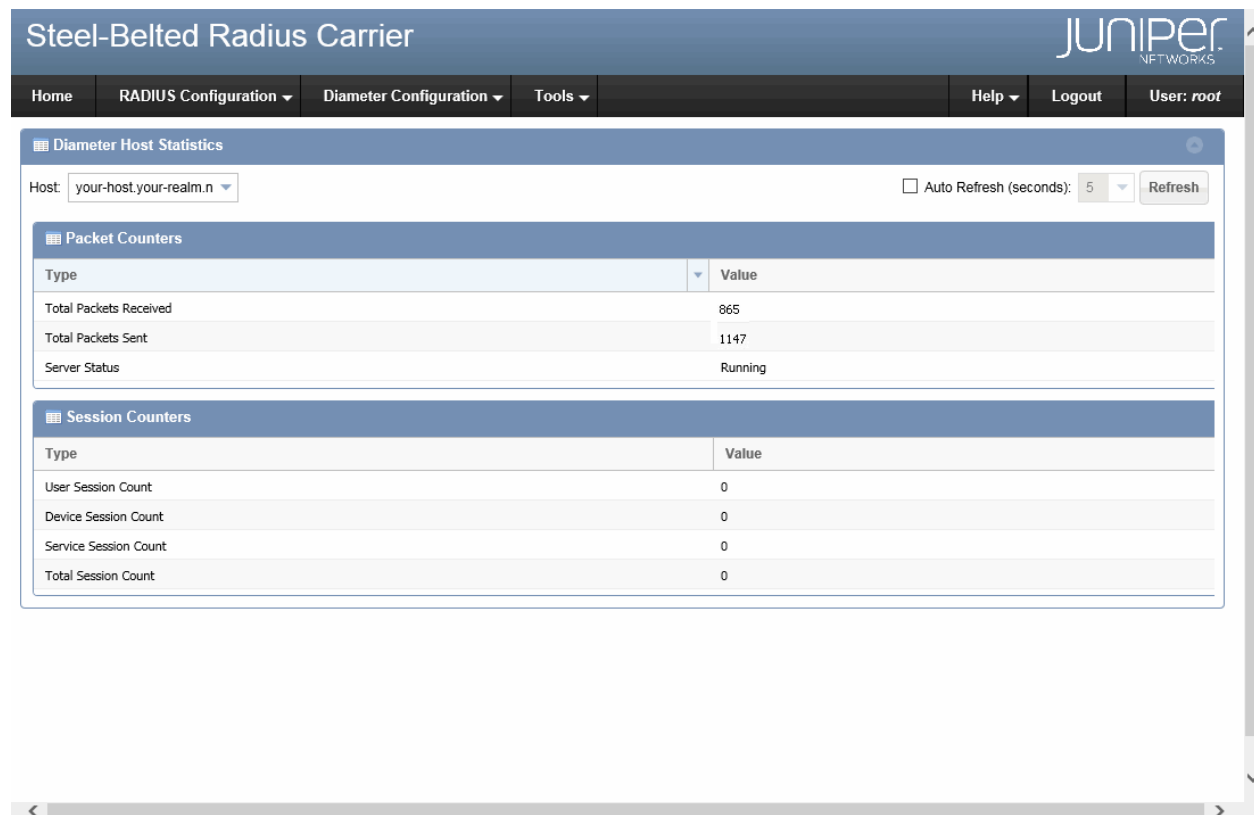 Steel-Belted Radius Carrier
JUNIPER
NETWORKS
Home RADIUS Configuration Diameter Configuration Tools Help Logout User: root
Diameter Host Statistics
Host: your-host.your-realm.n Auto Refresh (seconds): 5 Refresh
Packet Counters
Type Value
Total Packets Received 865
Total Packets Sent 1147
Server Status Running
Session Counters
Type Value
User Session Count 0
Device Session Count 0
Service Session Count 0
Total Session Count 0